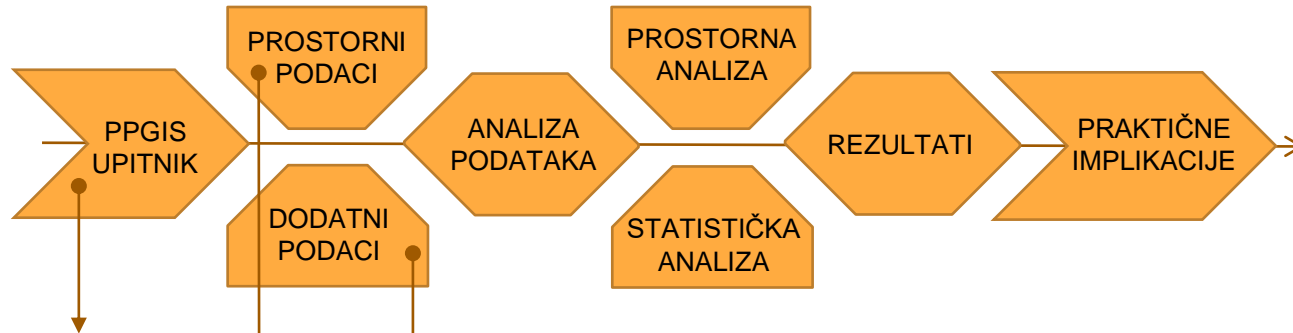 PPGIS
UPITNIK
PROSTORNI
PODACI
DODATNI
PODACI
ANALIZA
PODATAKA
PROSTORNA
ANALIZA
STATISTIČKA
ANALIZA
REZULTATI
PRAKTIČNE
IMPLIKACIJE